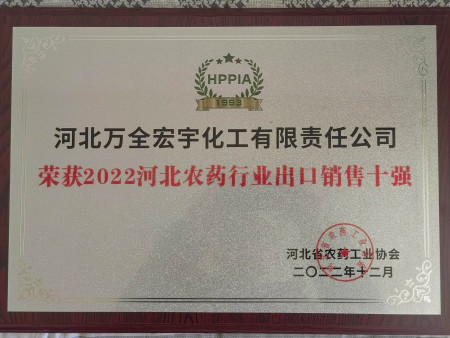 HPPIA
1993
河北万全宏宇化工有限责任公司
荣获2022河北农药行业出口销售十强
河北省农药工业协会
二〇二二年十二月